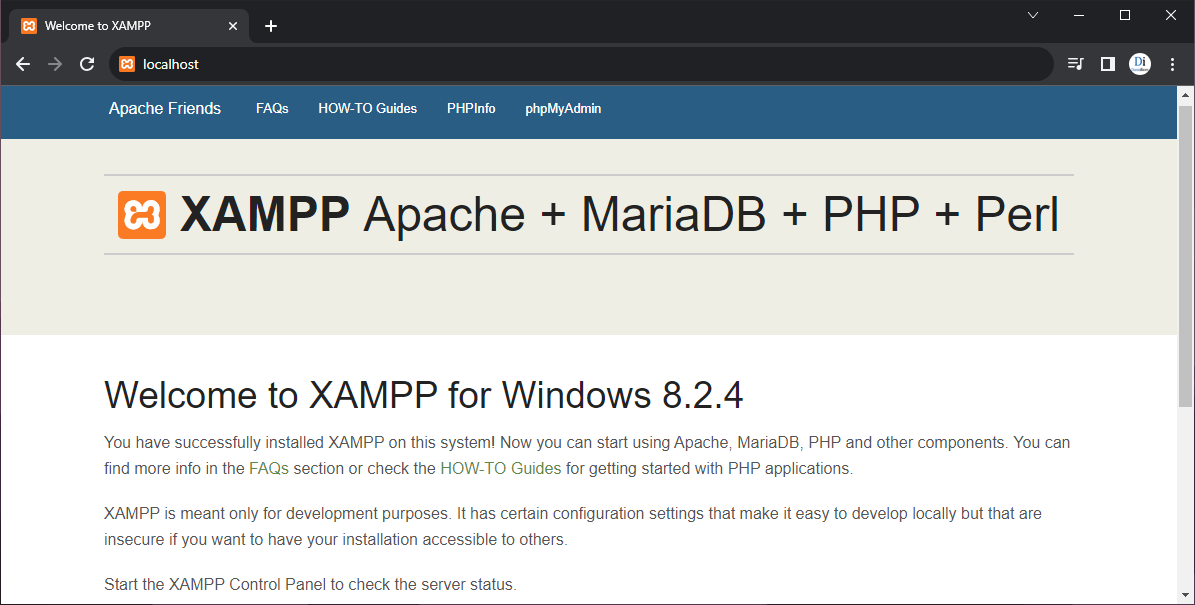 Welcome to XAMPP
localhost
Di
Apache Friends FAQs HOW-TO Guides PHPInfo phpMyAdmin
XAMPP Apache + MariaDB + PHP + Perl
Welcome to XAMPP for Windows 8.2.4
You have successfully installed XAMPP on this system! Now you can start using Apache, MariaDB, PHP and other components. You can
find more info in the FAQs section or check the HOW-TO Guides for getting started with PHP applications.
XAMPP is meant only for development purposes. It has certain configuration settings that make it easy to develop locally but that are
insecure if you want to have your installation accessible to others.
Start the XAMPP Control Panel to check the server status.